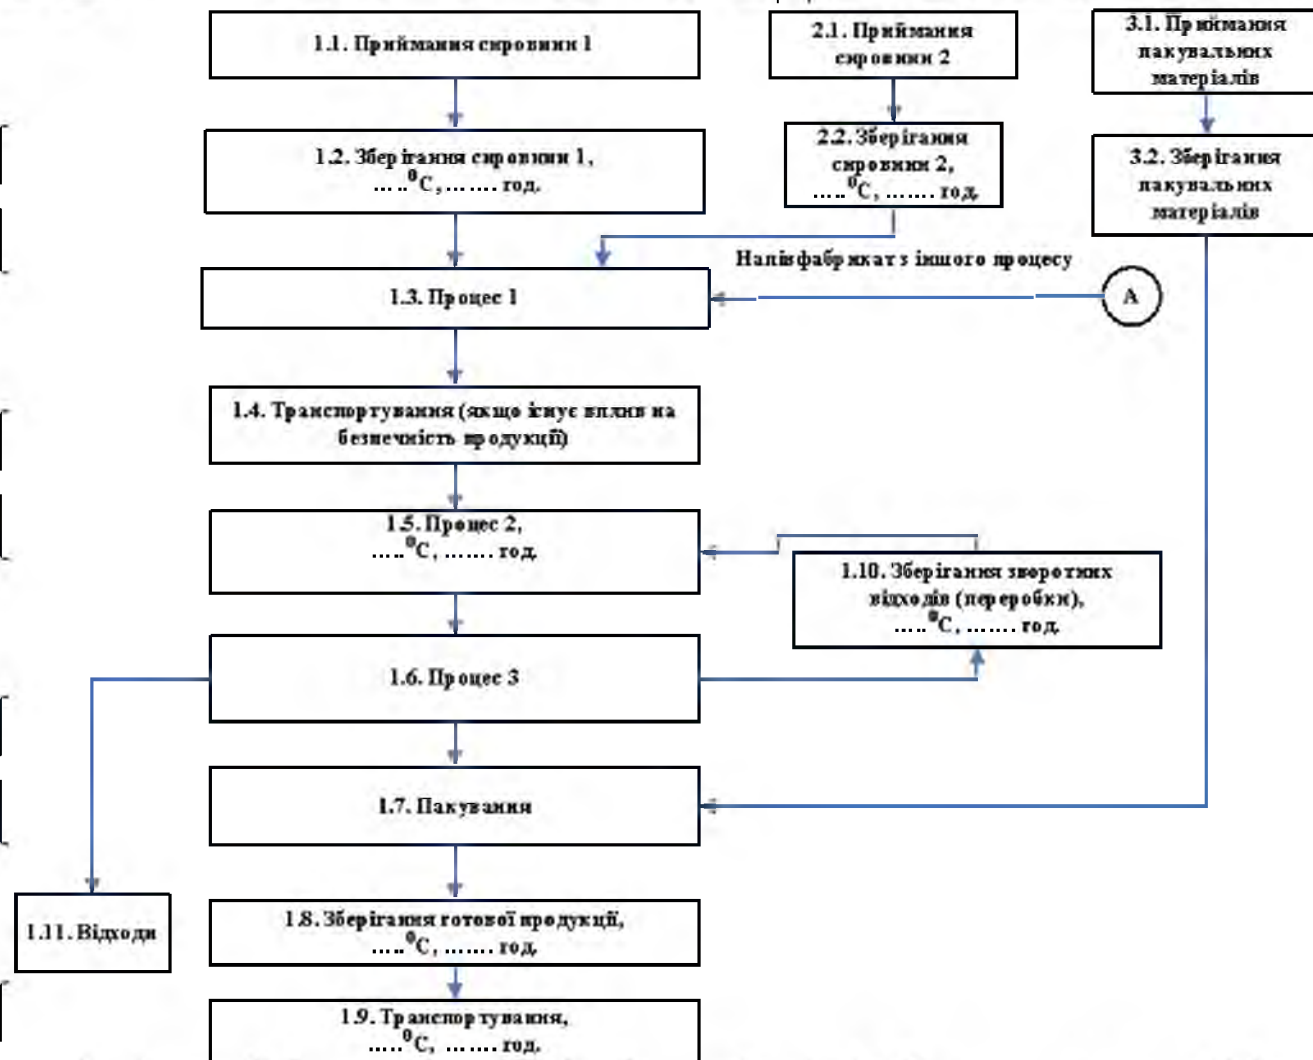 1.1. Приймання сировини 1
2.1. Приймання
сировини 2
3.1. Приймання
пакувальних
матеріалів
1.2. Зберігання сировини 1,
.....⁰С, ....... год.
2.2. Зберігання
сировини 2,
.....⁰С, ....... год.
3.2. Зберігання
пакувальних
матеріалів
Напівфабрикат з іншого процесу
1.3. Процес 1
А
1.4. Транспортування (якщо існує вплив на
безпечність продукції)
1.5. Процес 2,
.....⁰С, ....... год.
1.10. Зберігання зворотних
відходів (переробки),
.....⁰С, ....... год.
1.6. Процес 3
1.7. Пакування
1.11. Відходи
1.8. Зберігання готової продукції,
.....⁰С, ....... год.
1.9. Транспортування,
.....⁰С, ....... год.